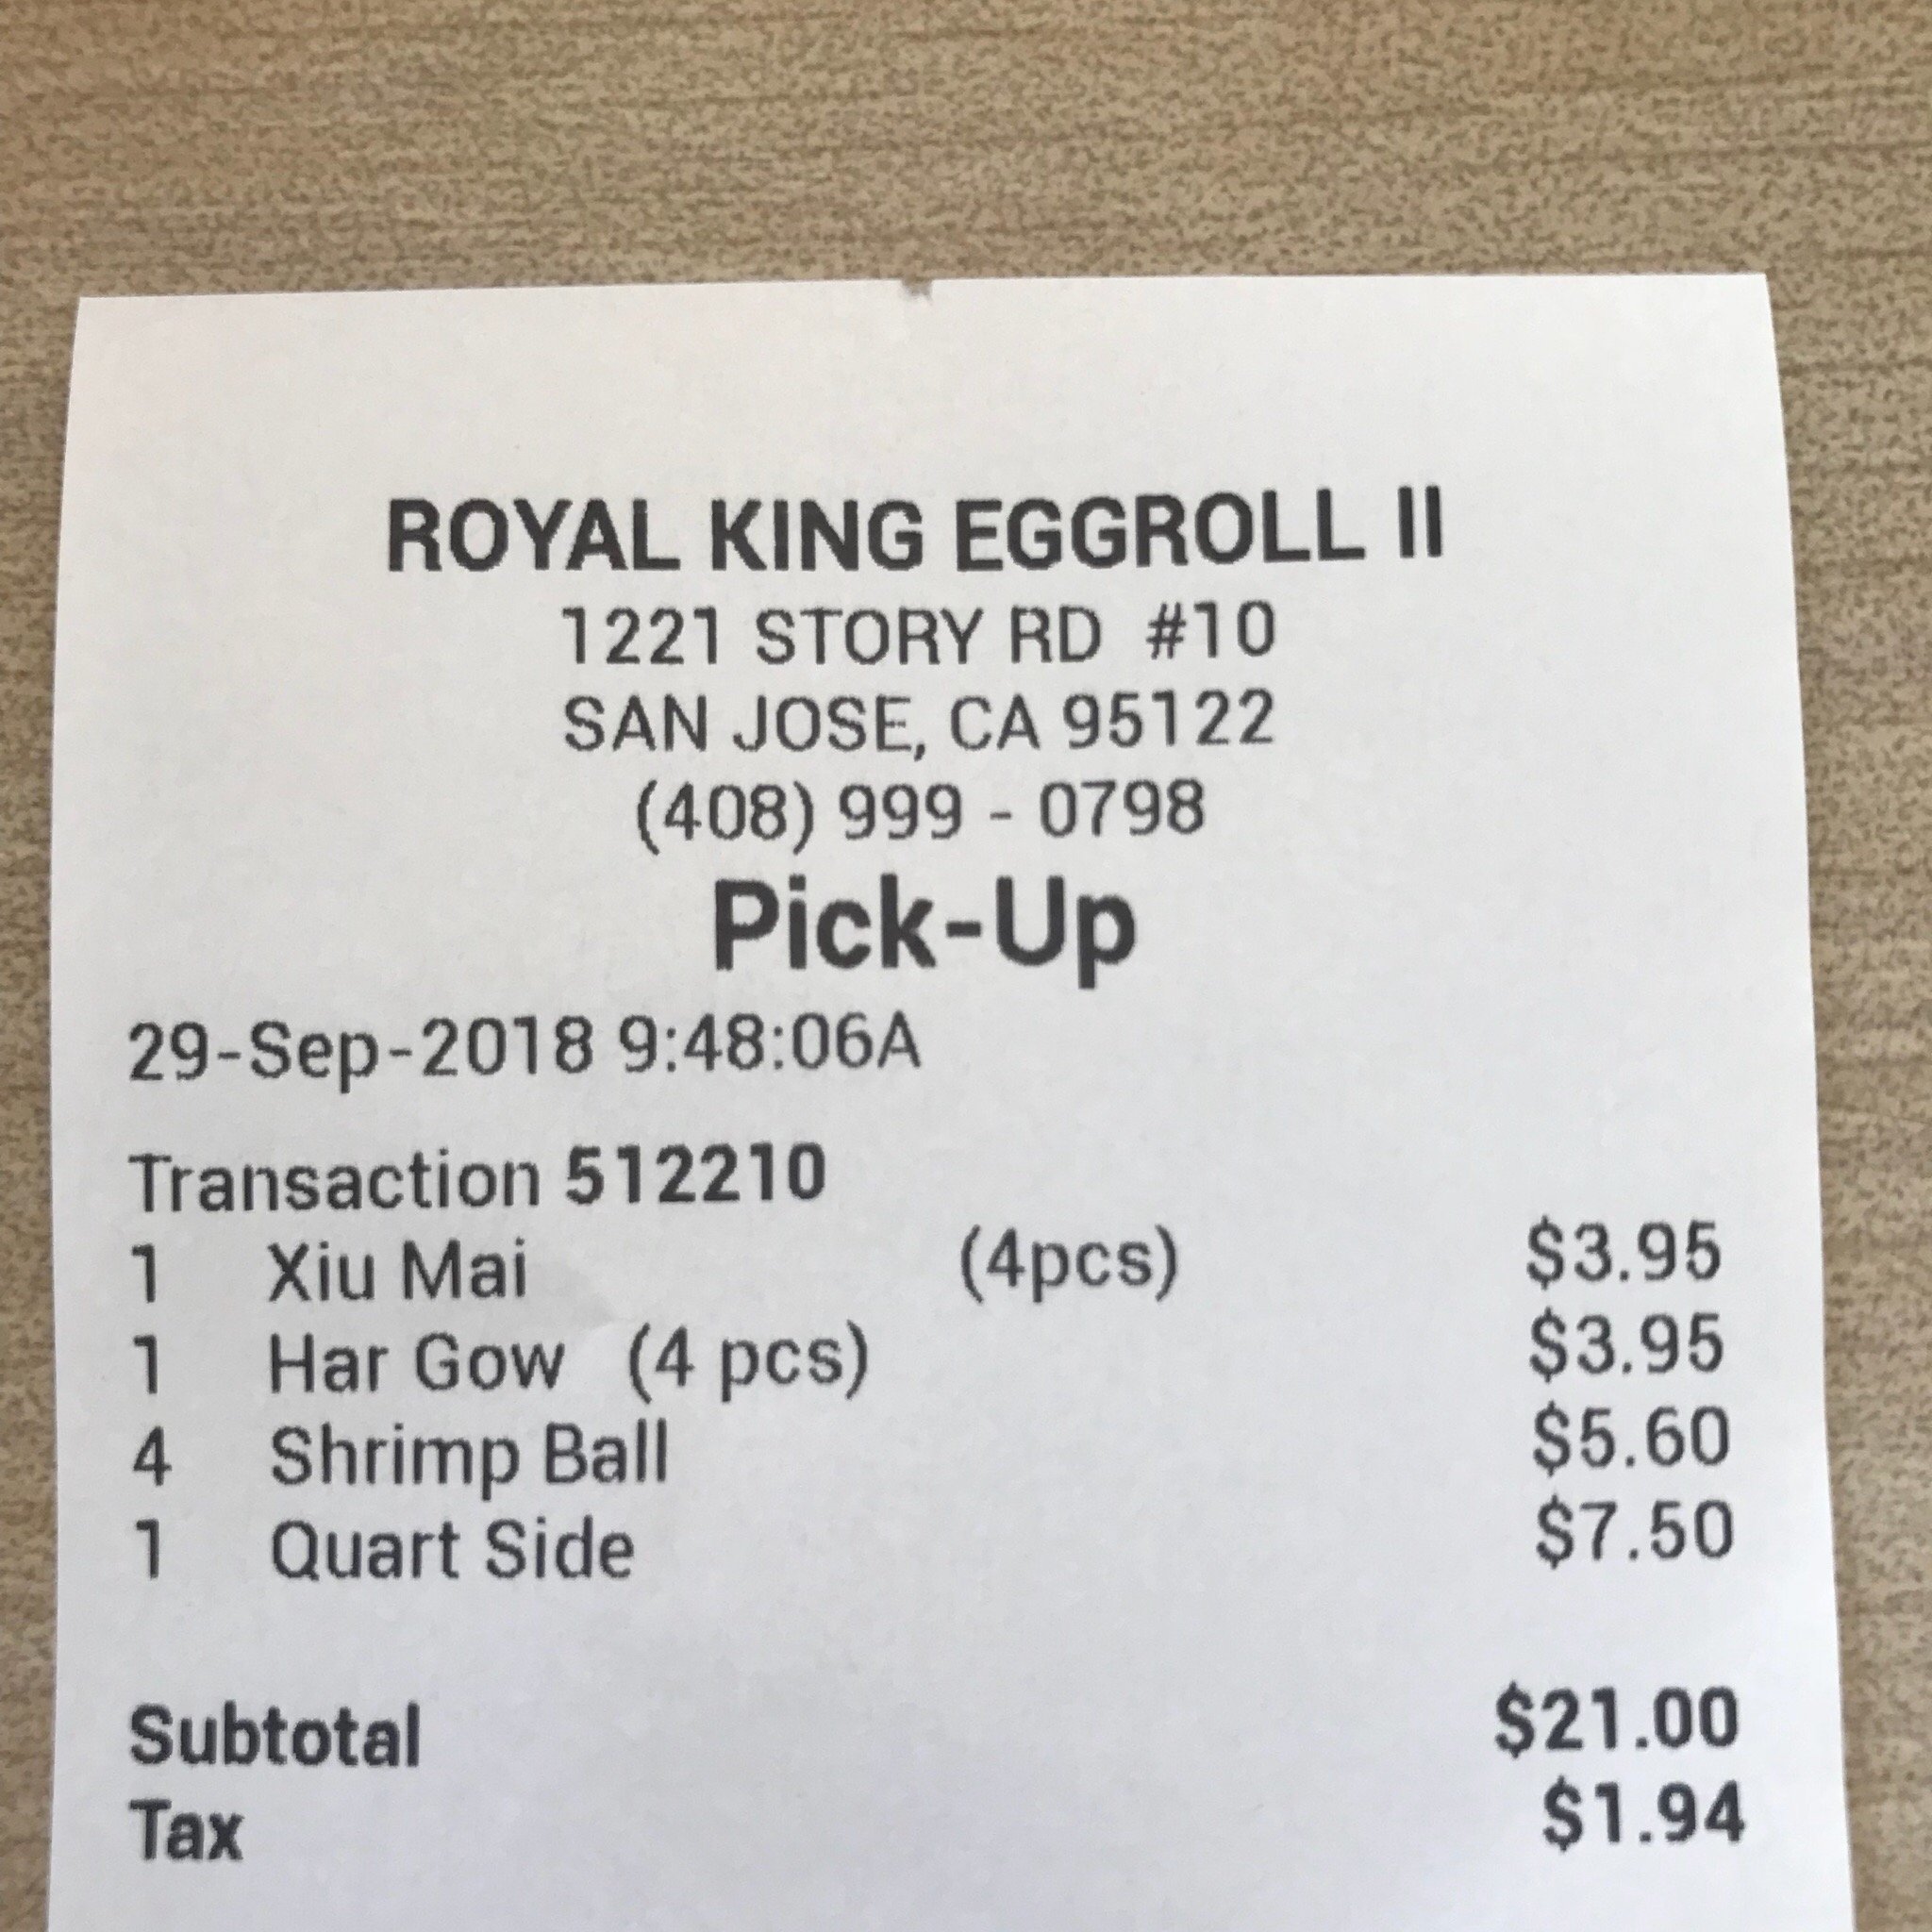 ROYAL KING EGGROLL II
1221 STORY RD #10
SAN JOSE, CA 95122
(408) 999 - 0798
Pick-Up
29-Sep-2018 9:48:06A
Transaction 512210
1 Xiu Mai (4pcs) $3.95
1 Har Gow (4 pcs) $3.95
4 Shrimp Ball $5.60
1 Quart Side $7.50
Subtotal $21.00
Tax $1.94